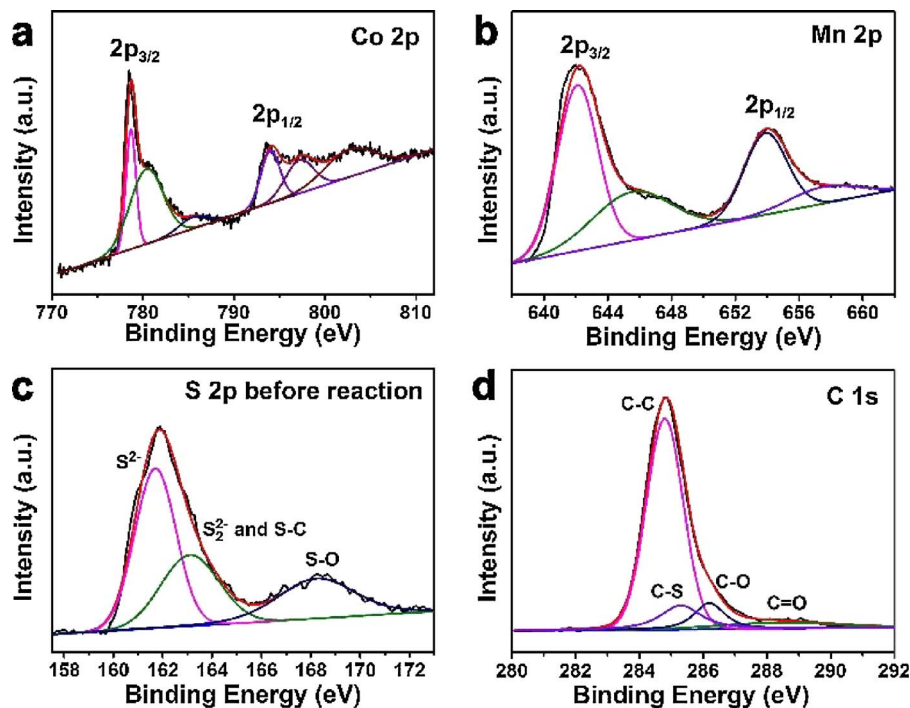 a
Co 2p
2p3/2
2p1/2
Intensity (a.u.)
770 780 790 800 810
Binding Energy (eV)
b
Mn 2p
2p3/2
2p1/2
Intensity (a.u.)
640 644 648 652 656 660
Binding Energy (eV)
c
S 2p before reaction
S2-
S22- and S-C
S-O
Intensity (a.u.)
158 160 162 164 166 168 170 172
Binding Energy (eV)
d
C 1s
C-C
C-S
C-O
C=O
Intensity (a.u.)
280 282 284 286 288 290 292
Binding Energy (eV)